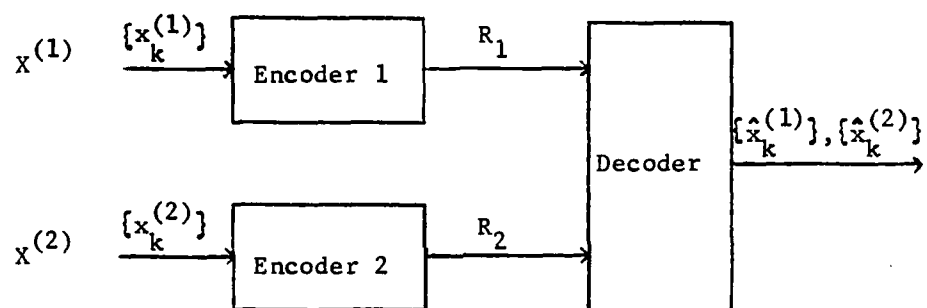 X^(1) {x_k^(1)} Encoder 1 R_1
{x̂_k^(1)},{x̂_k^(2)}
Decoder
X^(2) {x_k^(2)} Encoder 2 R_2